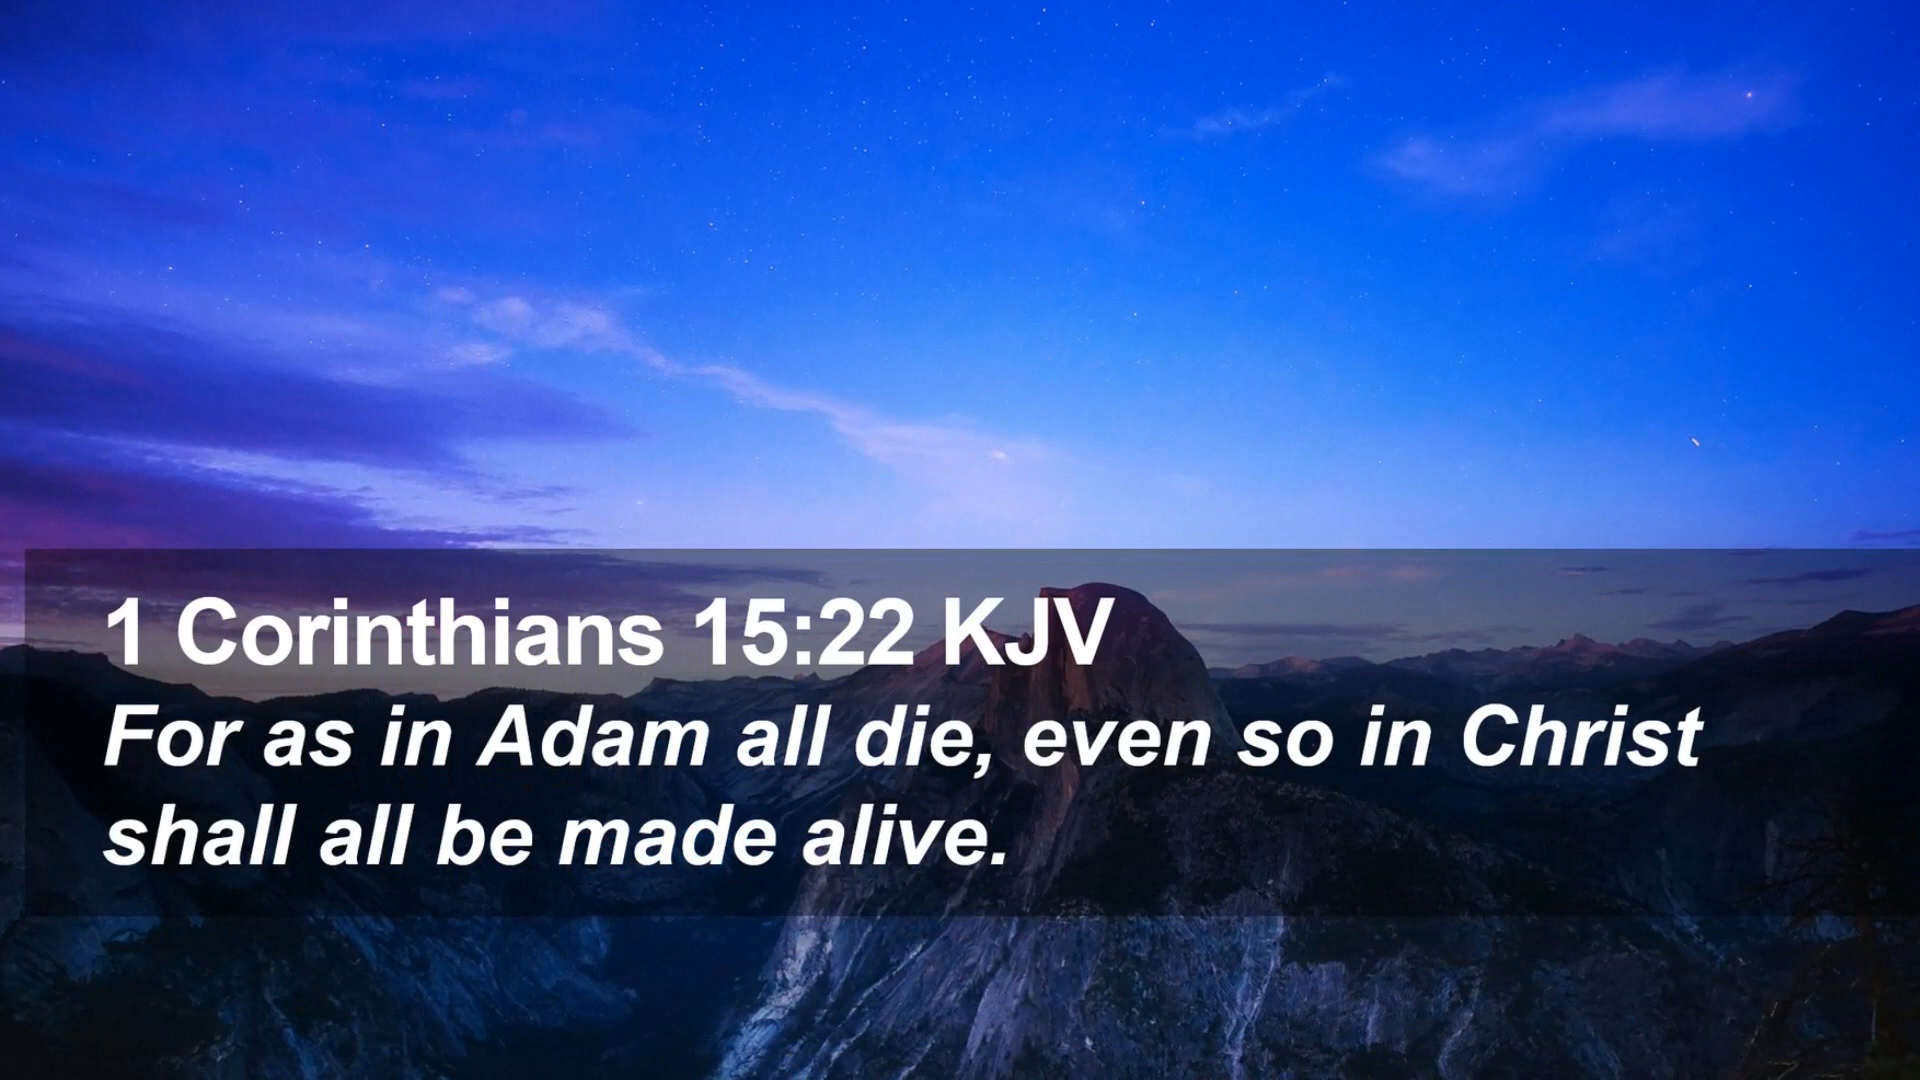 1 Corinthians 15:22 KJV
For as in Adam all die, even so in Christ
shall all be made alive.